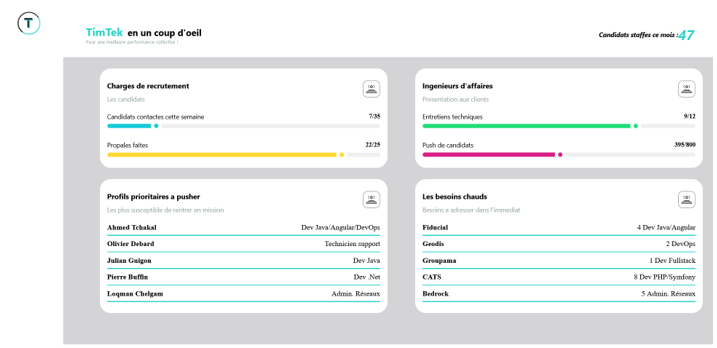 T
TimTek en un coup d'oeil
Pour une meilleure performance collective !
Candidats staffes ce mois :47
Charges de recrutement
Les candidats
Candidats contactes cette semaine 7/35
Propales faites 22/25
Ingenieurs d'affaires
Presentation aux clients
Entretiens techniques 9/12
Push de candidats 395/800
Profils prioritaires a pusher
Les plus susceptible de rentrer en mission
Ahmed Tchakal Dev Java/Angular/DevOps
Olivier Debard Technicien support
Julian Guigon Dev Java
Pierre Buffin Dev .Net
Loqman Chelgam Admin. Réseaux
Les besoins chauds
Besoins a adresser dans l'immediat
Fiducial 4 Dev Java/Angular
Geodis 2 DevOps
Groupama 1 Dev Fullstack
CATS 8 Dev PHP/Symfony
Bedrock 5 Admin. Réseaux